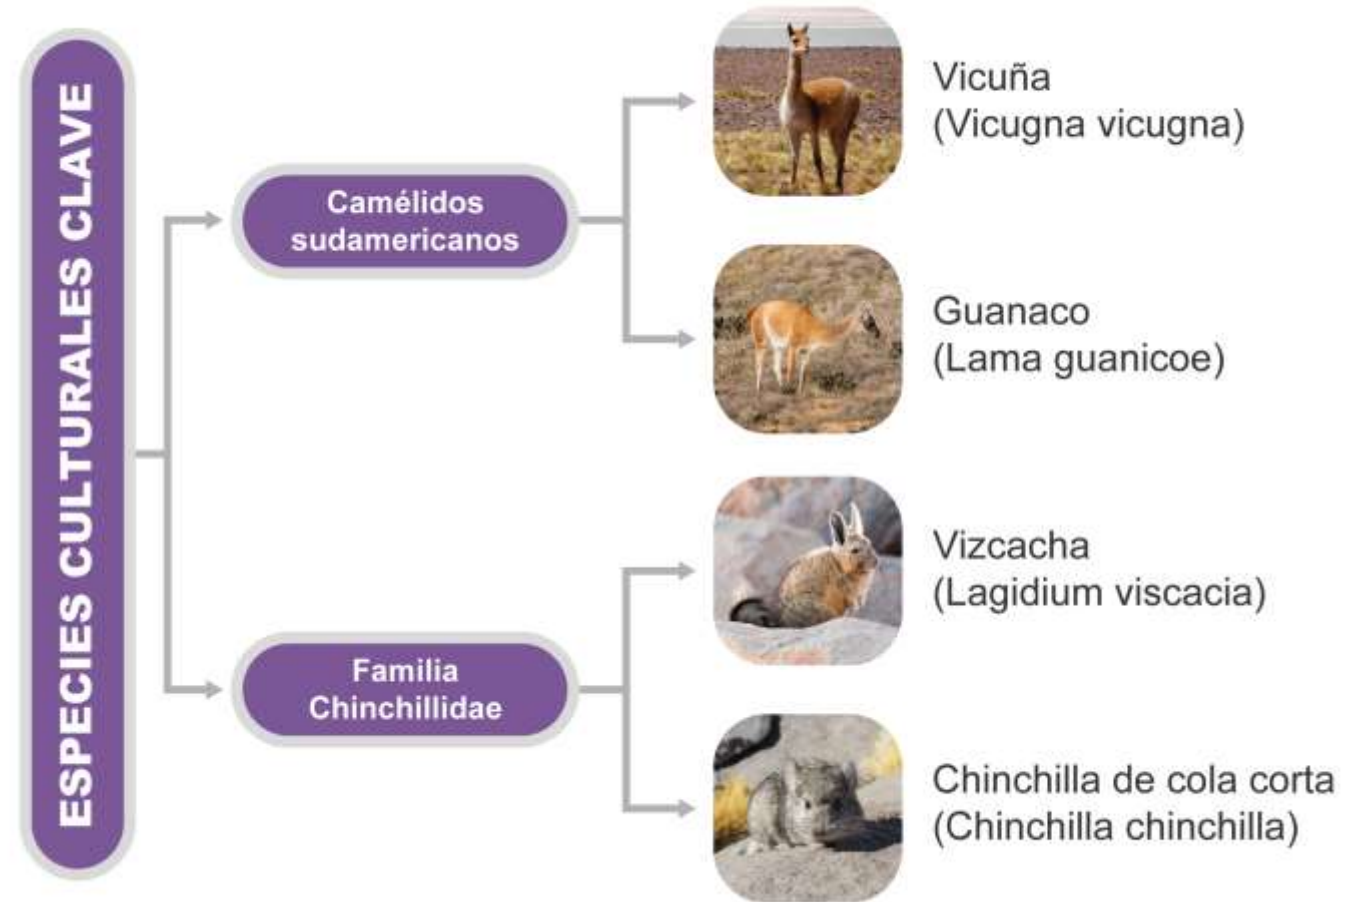 ESPECIES CULTURALES CLAVE
Camélidos
sudamericanos
Vicuña
(Vicugna vicugna)
Guanaco
(Lama guanicoe)
Familia
Chinchillidae
Vizcacha
(Lagidium viscacia)
Chinchilla de cola corta
(Chinchilla chinchilla)